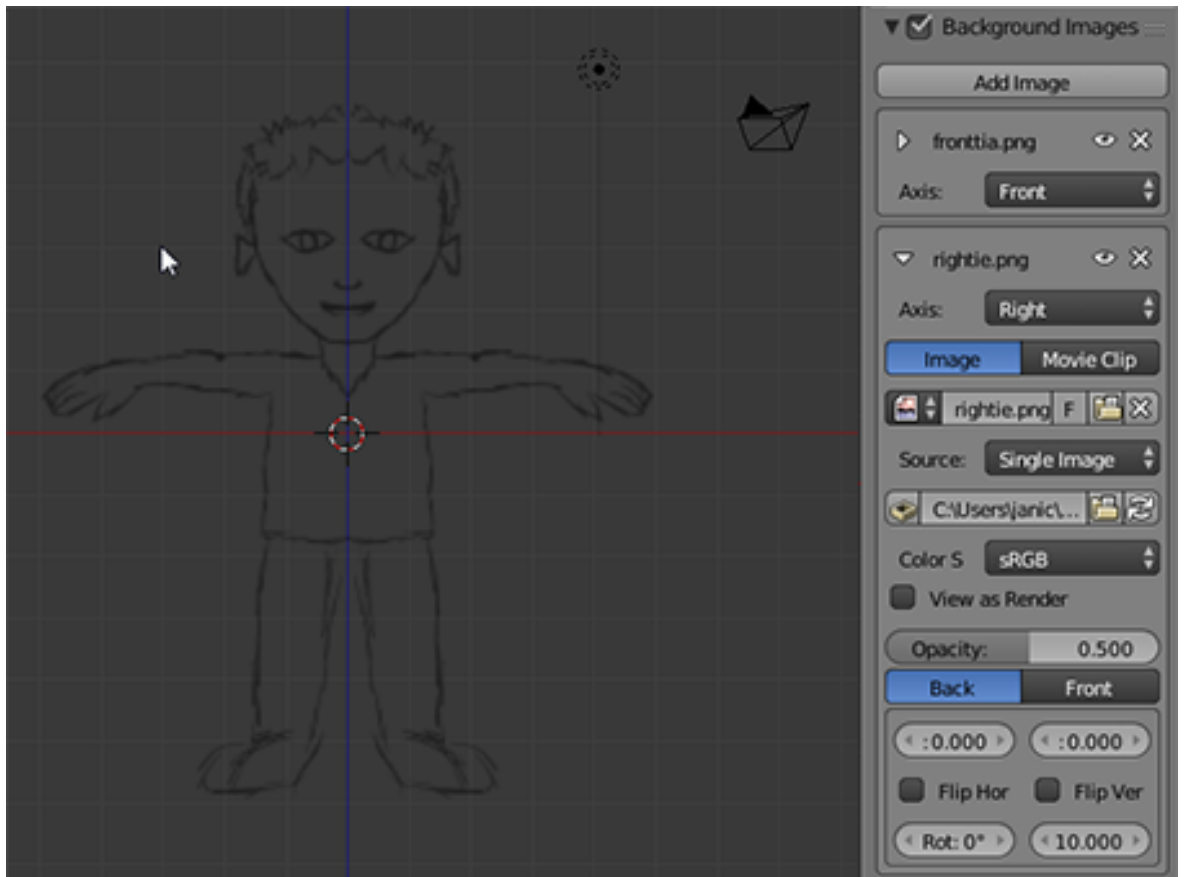 Background Images
Add Image
fronttia.png
Axis: Front
rightie.png
Axis: Right
Image Movie Clip
rightie.png F
Source: Single Image
C:\Users\janic\...
Color S sRGB
View as Render
Opacity: 0.500
Back Front
:0.000 :0.000
Flip Hor Flip Ver
Rot: 0° 10.000